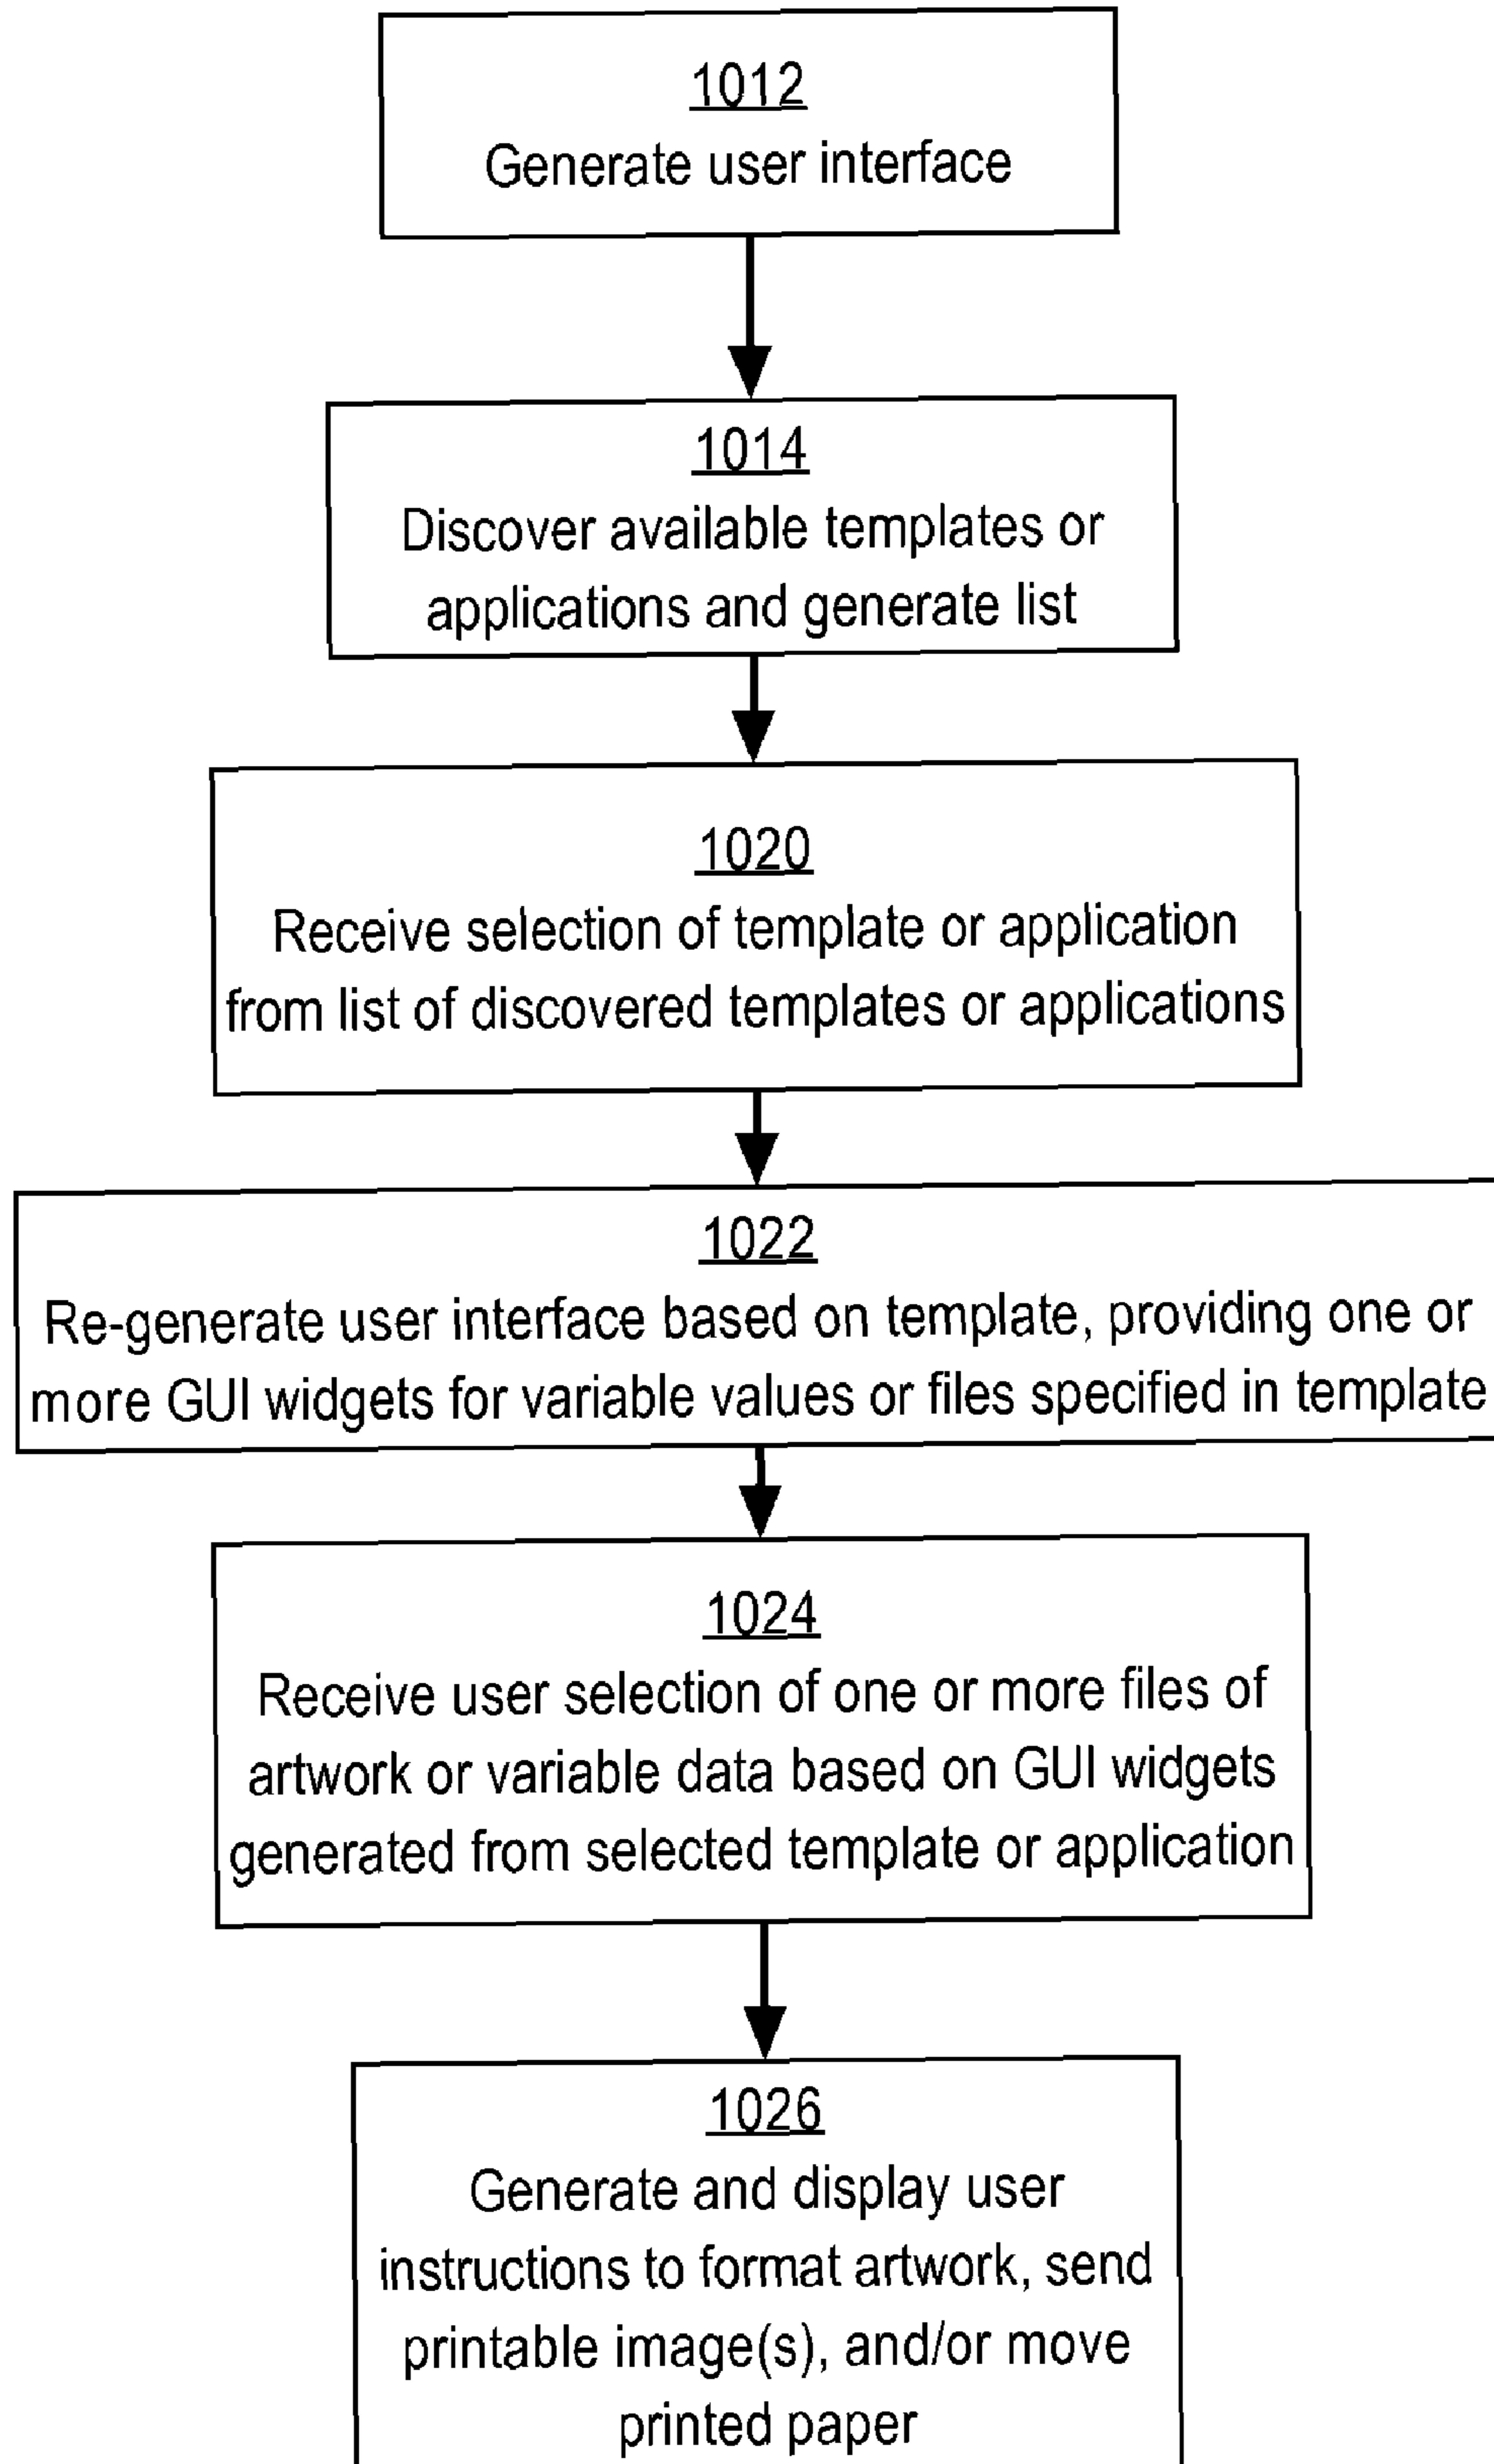 1012
Generate user interface
1014
Discover available templates or
applications and generate list
1020
Receive selection of template or application
from list of discovered templates or applications
1022
Re-generate user interface based on template, providing one or
more GUI widgets for variable values or files specified in template
1024
Receive user selection of one or more files of
artwork or variable data based on GUI widgets
generated from selected template or application
1026
Generate and display user
instructions to format artwork, send
printable image(s), and/or move
printed paper